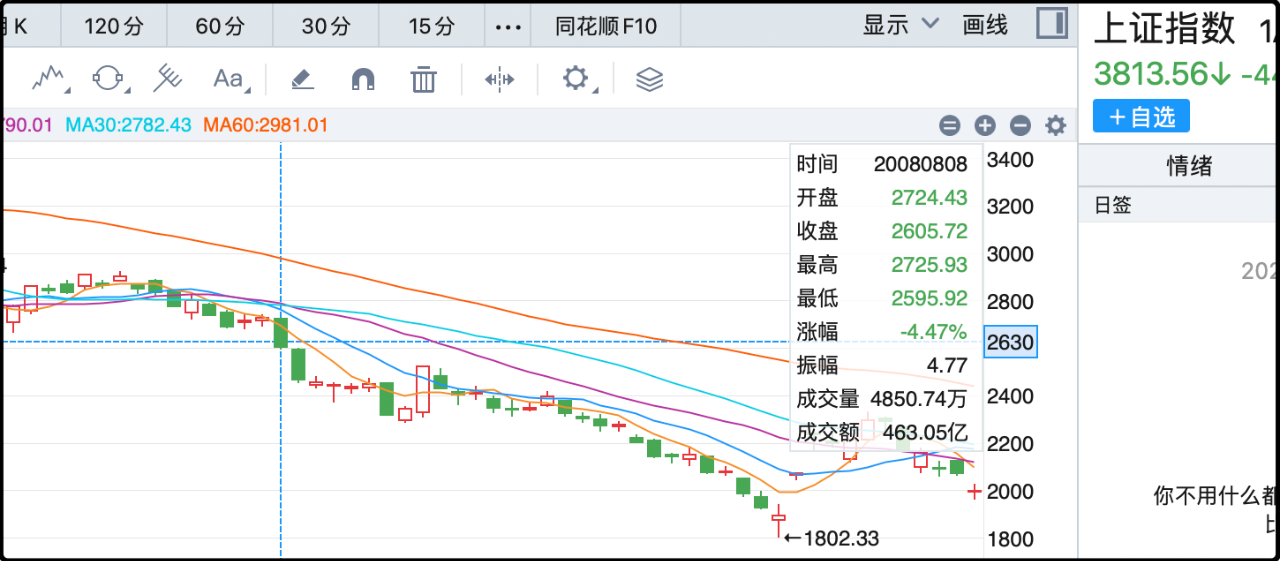 K 120分 60分 30分 15分 ··· 同花顺F10 显示 画线
Aa
790.01 MA30:2782.43 MA60:2981.01
时间 20080808
开盘 2724.43
收盘 2605.72
最高 2725.93
最低 2595.92
涨幅 -4.47%
振幅 4.77
成交量 4850.74万
成交额 463.05亿
3400
3200
3000
2800
2630
2400
2200
2000
1800
←1802.33
上证指数 1
3813.56↓ -44
＋自选
情绪
日签
202
你不用什么都
比